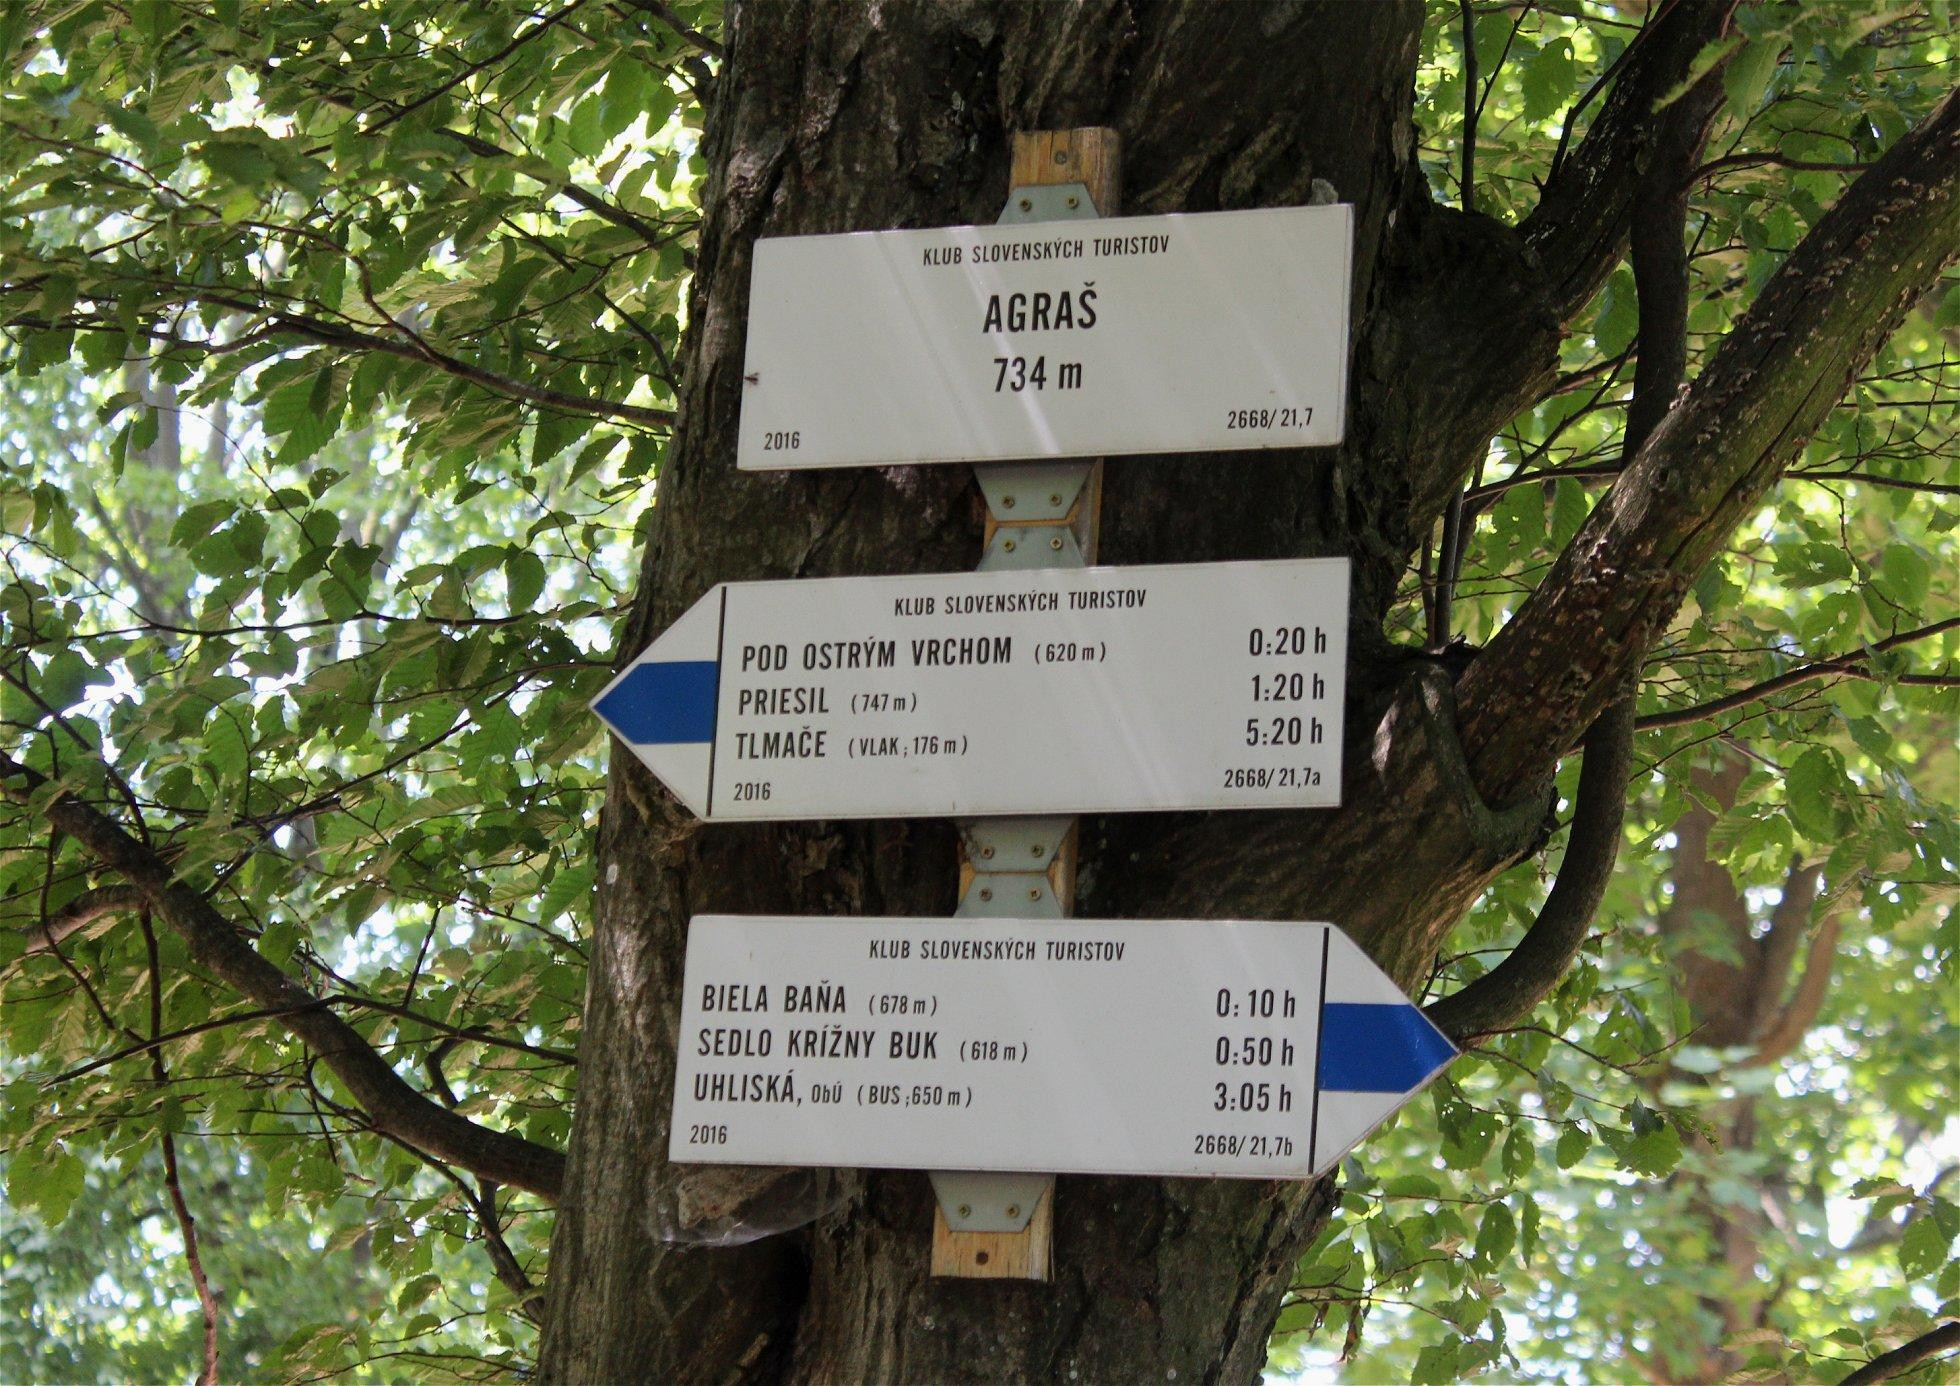 KLUB SLOVENSKÝCH TURISTOV
AGRAŠ
734 m
2016 2668/21,7
KLUB SLOVENSKÝCH TURISTOV
POD OSTRÝM VRCHOM (620 m) 0:20 h
PRIESIL (747 m) 1:20 h
TLMAČE (VLAK; 176 m) 5:20 h
2016 2668/21,7a
KLUB SLOVENSKÝCH TURISTOV
BIELA BAŇA (678 m) 0:10 h
SEDLO KRÍŽNY BUK (618 m) 0:50 h
UHLISKÁ, ObÚ (BUS; 650 m) 3:05 h
2016 2668/21,7b